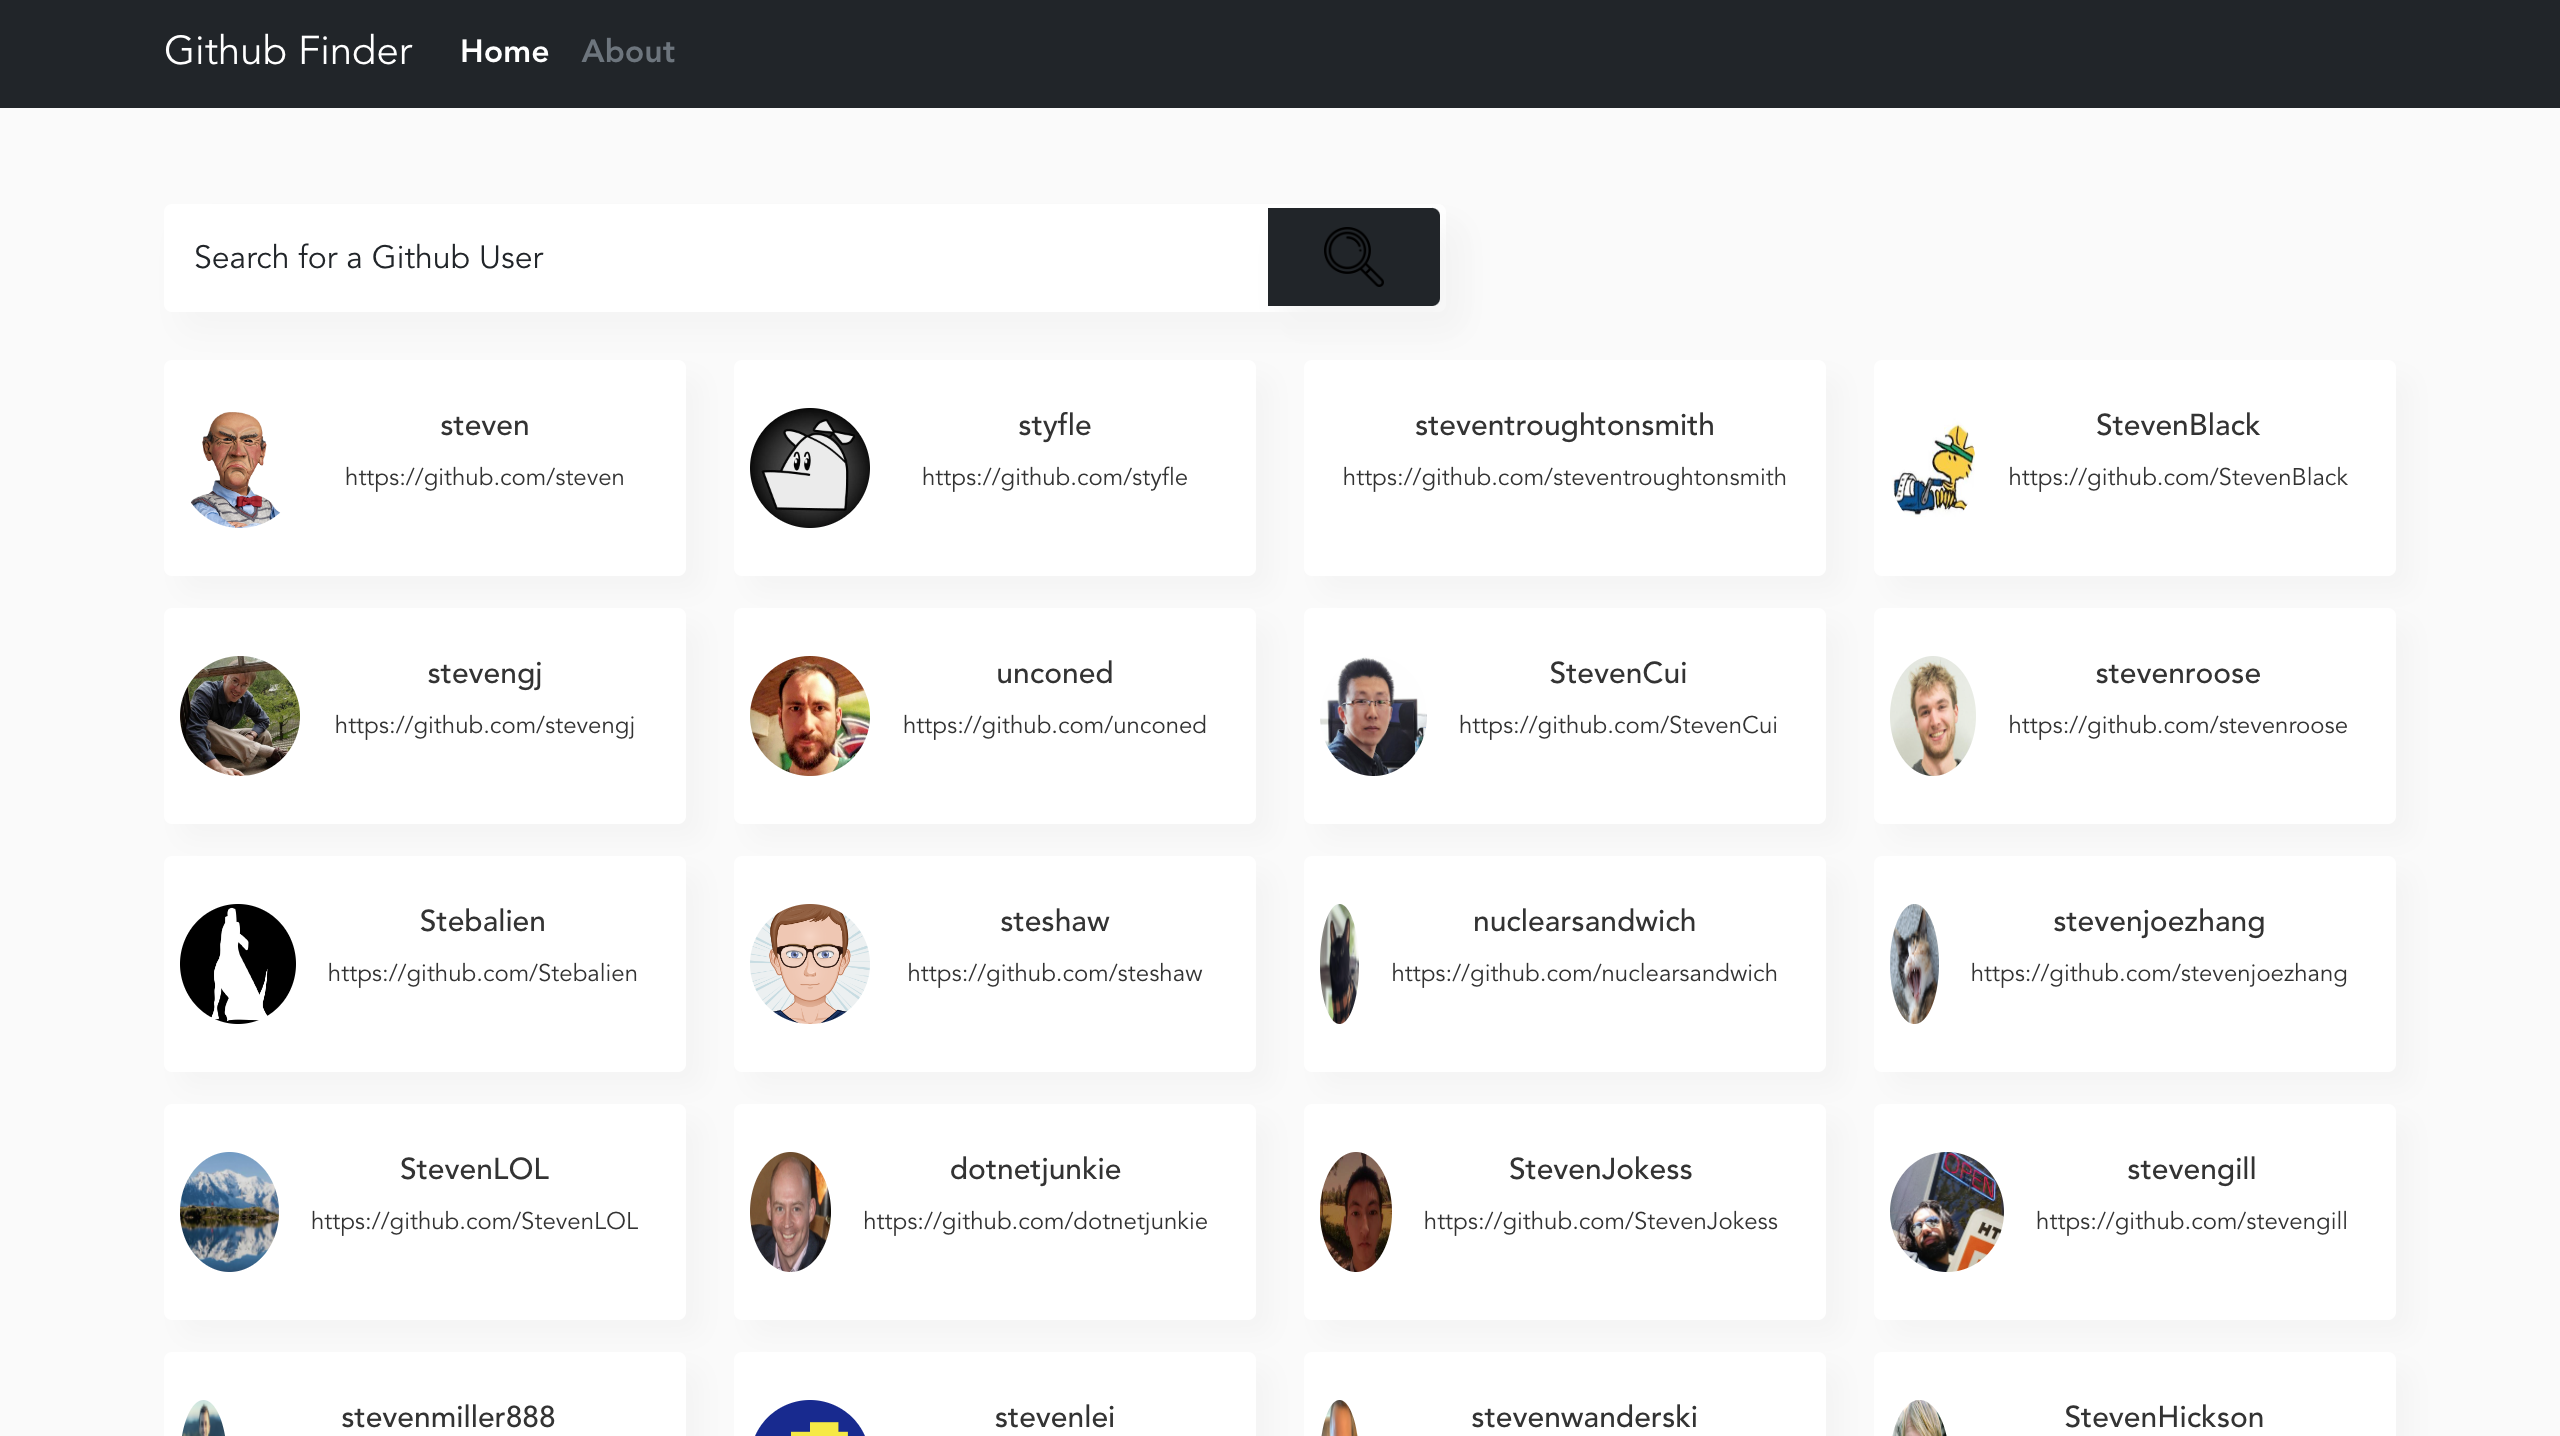 Github Finder Home About
Search for a Github User
steven
https://github.com/steven
styfle
https://github.com/styfle
steventroughtonsmith
https://github.com/steventroughtonsmith
StevenBlack
https://github.com/StevenBlack
stevengj
https://github.com/stevengj
unconed
https://github.com/unconed
StevenCui
https://github.com/StevenCui
stevenroose
https://github.com/stevenroose
Stebalien
https://github.com/Stebalien
steshaw
https://github.com/steshaw
nuclearsandwich
https://github.com/nuclearsandwich
stevenjoezhang
https://github.com/stevenjoezhang
StevenLOL
https://github.com/StevenLOL
dotnetjunkie
https://github.com/dotnetjunkie
StevenJokess
https://github.com/StevenJokess
OPEN
HT
stevengill
https://github.com/stevengill
stevenmiller888
stevenlei
stevenwanderski
StevenHickson